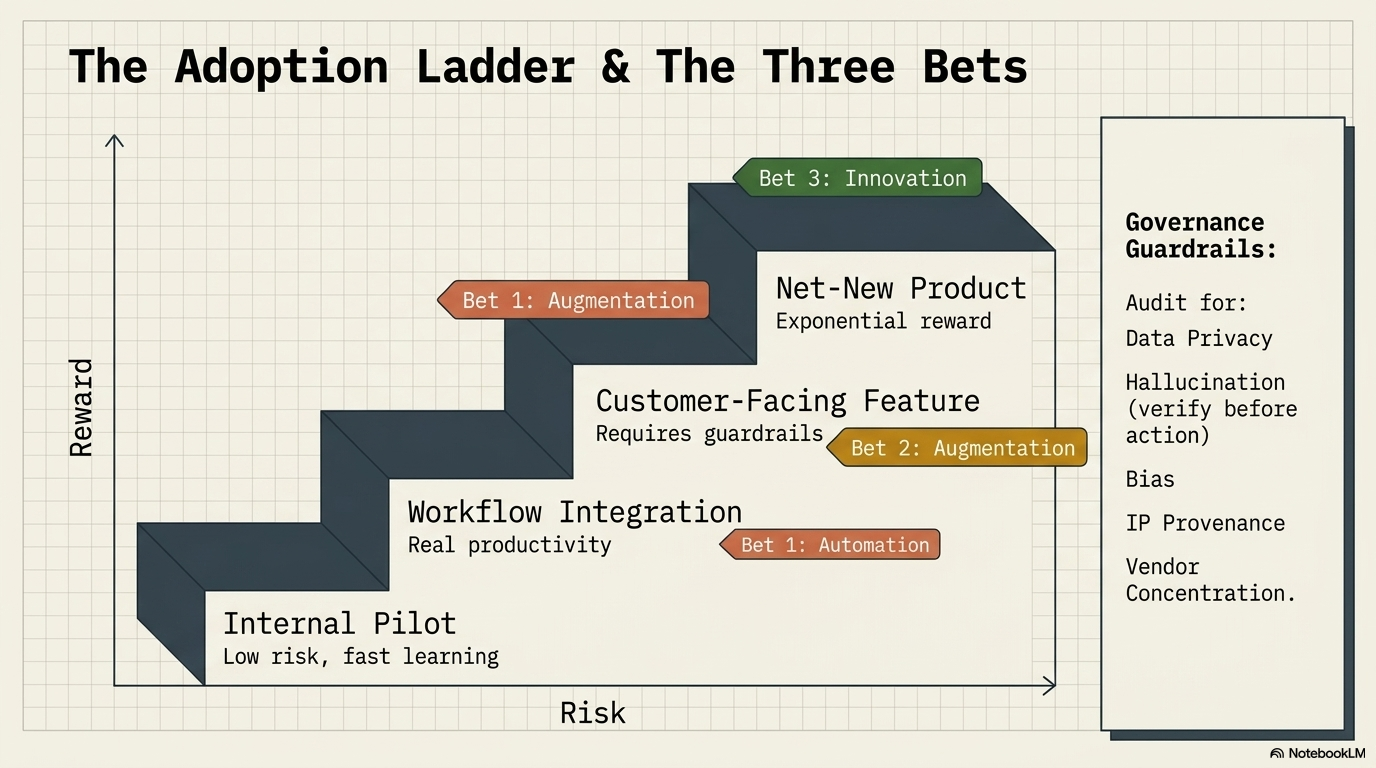 The Adoption Ladder & The Three Bets
Reward
Bet 3: Innovation
Net-New Product
Exponential reward
Bet 1: Augmentation
Customer-Facing Feature
Requires guardrails
Bet 2: Augmentation
Workflow Integration
Real productivity
Bet 1: Automation
Internal Pilot
Low risk, fast learning
Risk
Governance
Guardrails:
Audit for:
Data Privacy
Hallucination
(verify before
action)
Bias
IP Provenance
Vendor
Concentration.
NotebookLM